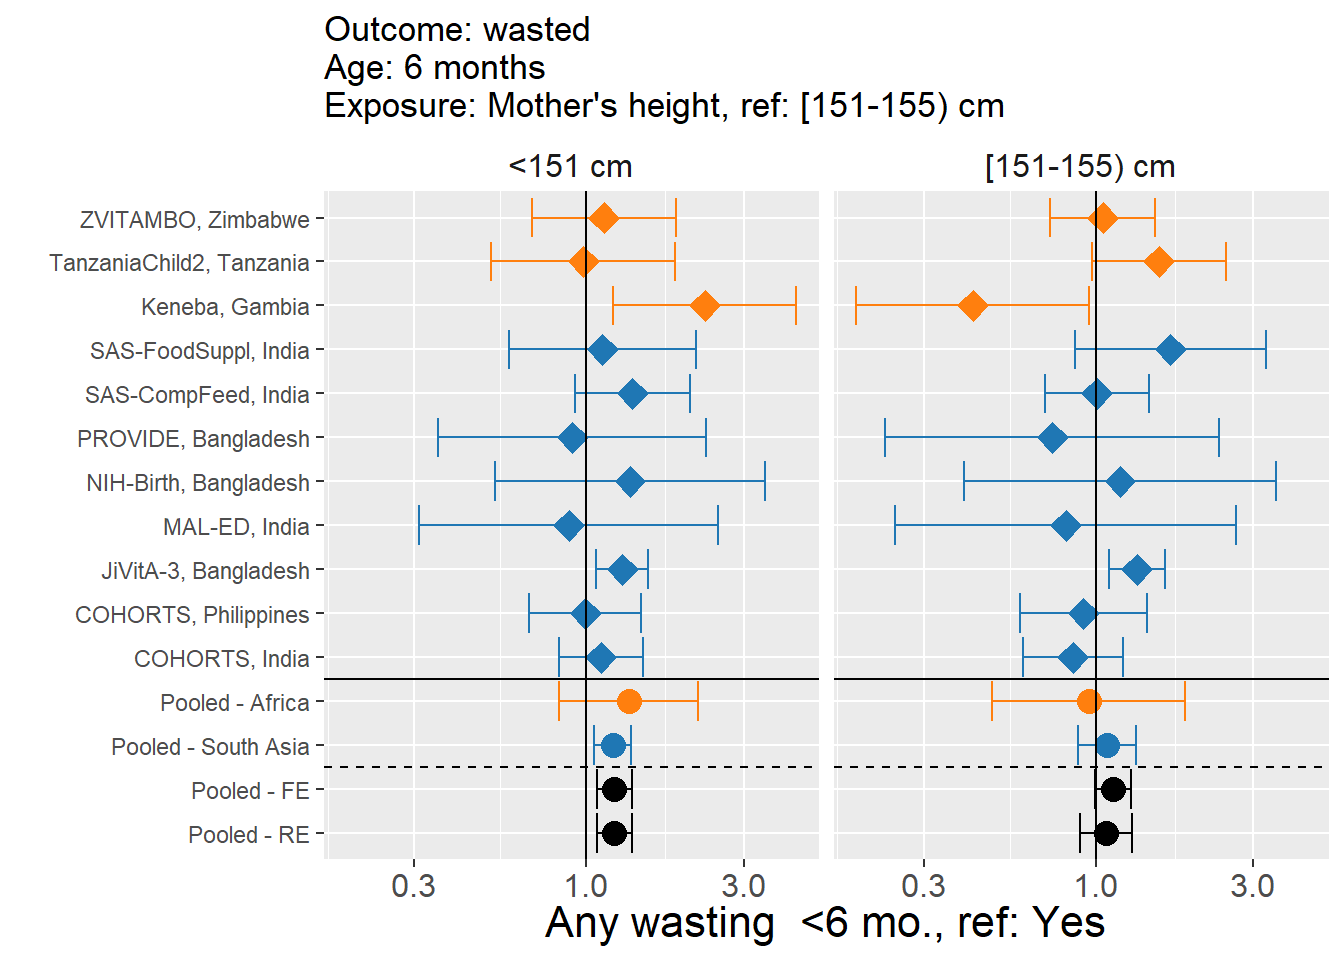 Outcome: wasted
Age: 6 months
Exposure: Mother's height, ref: [151-155) cm
<151 cm
[151-155) cm
ZVITAMBO, Zimbabwe
TanzaniaChild2, Tanzania
Keneba, Gambia
SAS-FoodSuppl, India
SAS-CompFeed, India
PROVIDE, Bangladesh
NIH-Birth, Bangladesh
MAL-ED, India
JiVitA-3, Bangladesh
COHORTS, Philippines
COHORTS, India
Pooled - Africa
Pooled - South Asia
Pooled - FE
Pooled - RE
0.3 1.0 3.0 0.3 1.0 3.0
Any wasting  <6 mo., ref: Yes